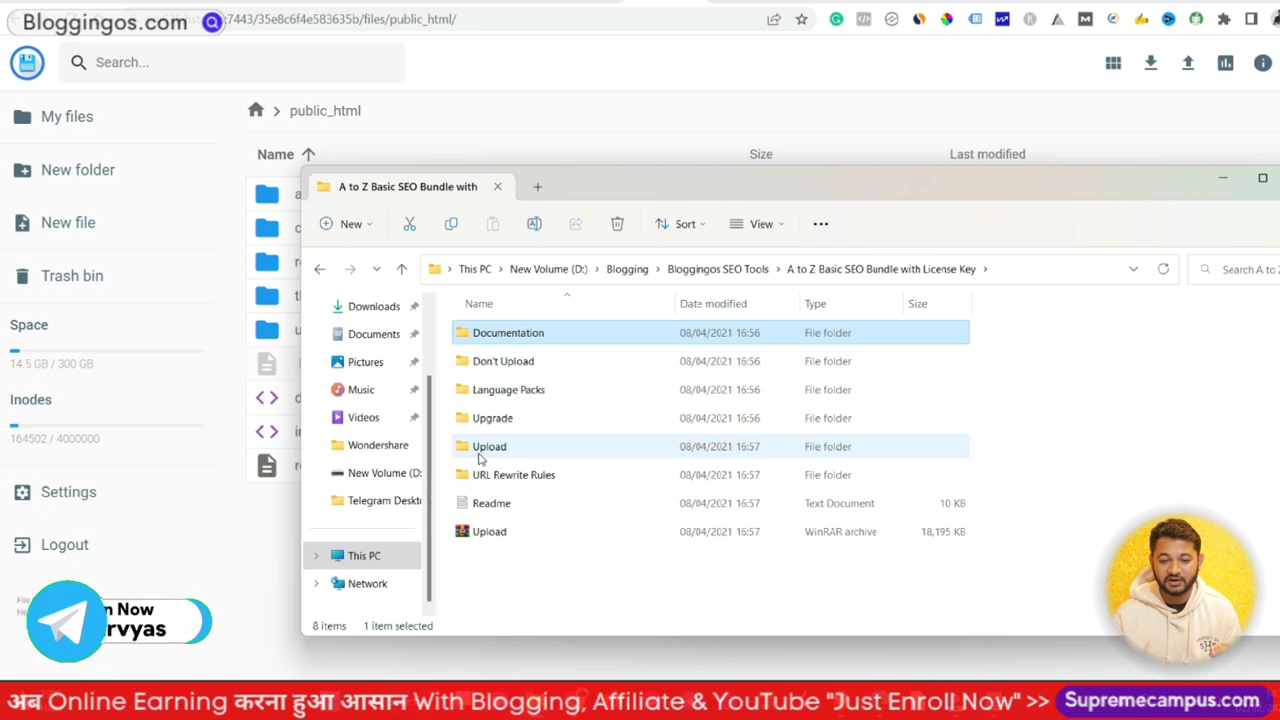 Bloggingos.com
7443/35e8c6f4e583635b/files/public_html/
Search...
My files
New folder
New file
Trash bin
Space
14.5 GB / 300 GB
Inodes
164502 / 4000000
Settings
Logout
public_html
Name Size Last modified
A to Z Basic SEO Bundle with
New Sort View
This PC New Volume (D:) Blogging Bloggingos SEO Tools A to Z Basic SEO Bundle with License Key
Search A to Z
Downloads
Documents
Pictures
Music
Videos
Wondershare
New Volume (D:
Telegram Deskt
This PC
Network
Name Date modified Type Size
Documentation 08/04/2021 16:56 File folder
Don't Upload 08/04/2021 16:56 File folder
Language Packs 08/04/2021 16:56 File folder
Upgrade 08/04/2021 16:56 File folder
Upload 08/04/2021 16:57 File folder
URL Rewrite Rules 08/04/2021 16:57 File folder
Readme 08/04/2021 16:57 Text Document 10 KB
Upload 08/04/2021 16:57 WinRAR archive 18,195 KB
8 items 1 item selected
n Now
rvyas
अब Online Earning करना हुआ आसान With Blogging, Affiliate & YouTube "Just Enroll Now" >> Supremecampus.com